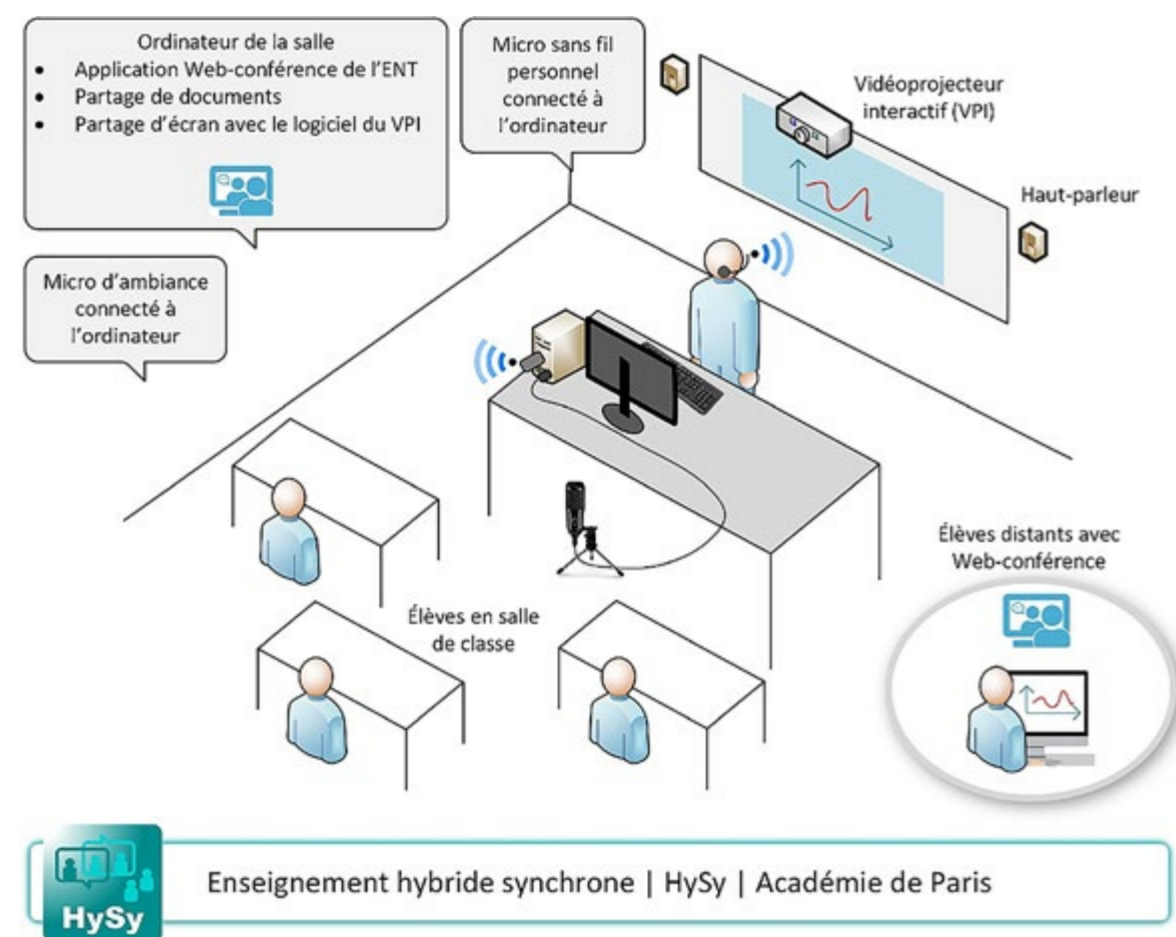 Ordinateur de la salle
• Application Web-conférence de l'ENT
• Partage de documents
• Partage d'écran avec le logiciel du VPI
Micro sans fil
personnel
connecté à
l'ordinateur
Vidéoprojecteur
interactif (VPI)
Haut-parleur
Micro d'ambiance
connecté à
l'ordinateur
Élèves distants avec
Web-conférence
Élèves en salle
de classe
HySy
Enseignement hybride synchrone | HySy | Académie de Paris